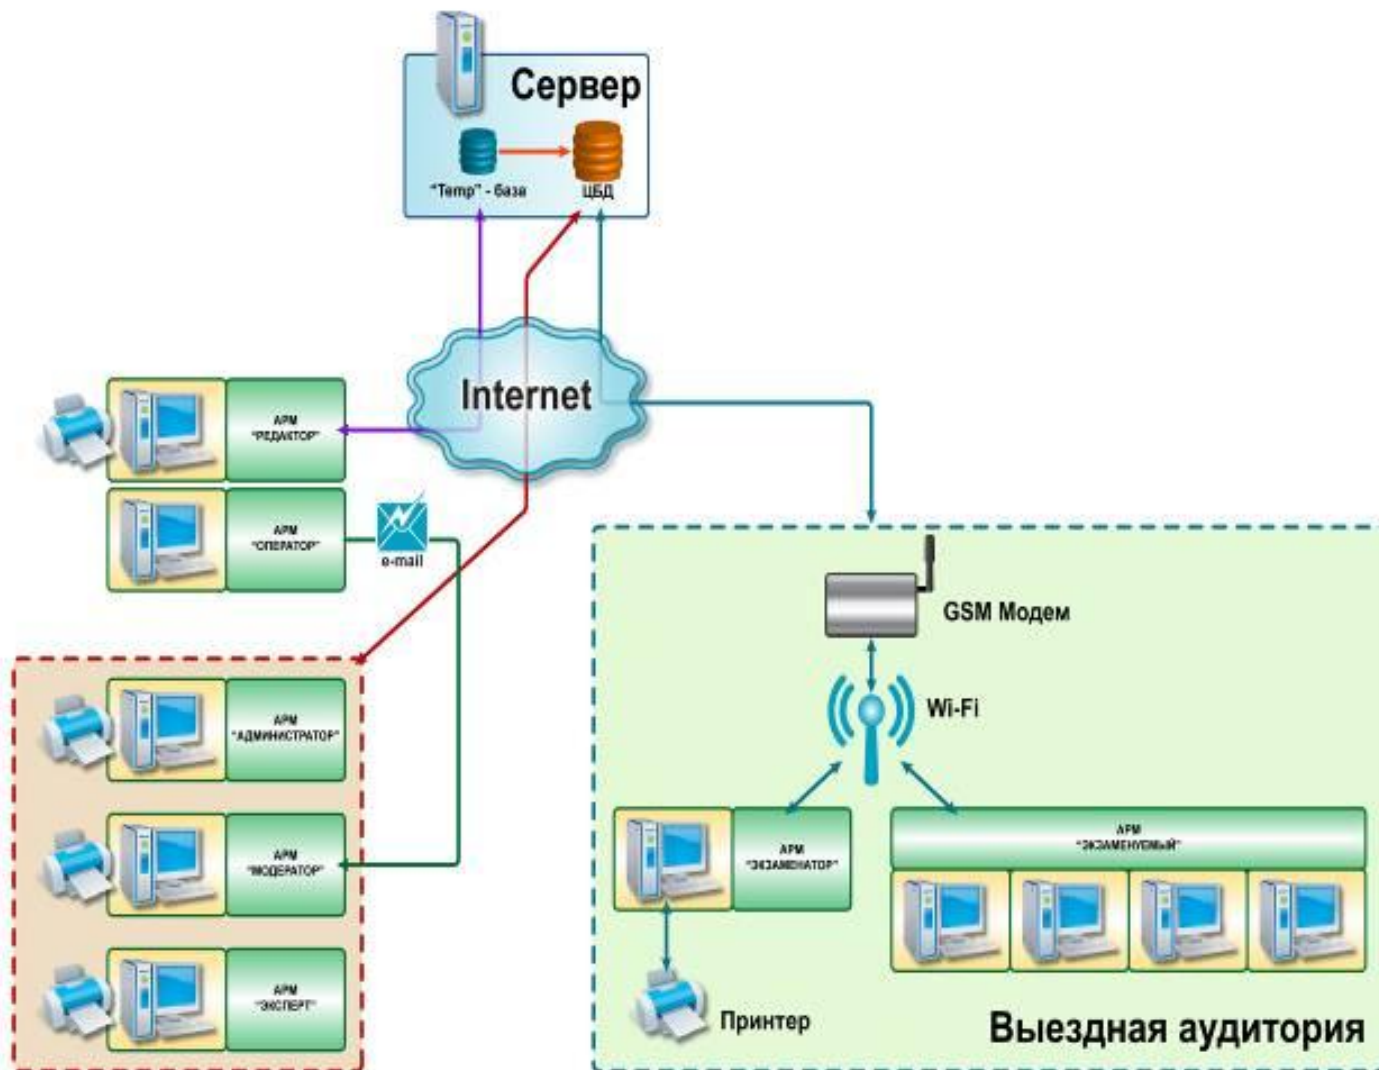 Сервер
“Temp” - база
ЦБД
Internet
АРМ
“РЕДАКТОР”
АРМ
“ОПЕРАТОР”
e-mail
АРМ
“АДМИНИСТРАТОР”
АРМ
“МОДЕРАТОР”
АРМ
“ЭКСПЕРТ”
GSM Модем
Wi-Fi
АРМ
“ЭКЗАМЕНАТОР”
АРМ
“ЭКЗАМЕНУЕМЫЙ”
Принтер
Выездная аудитория